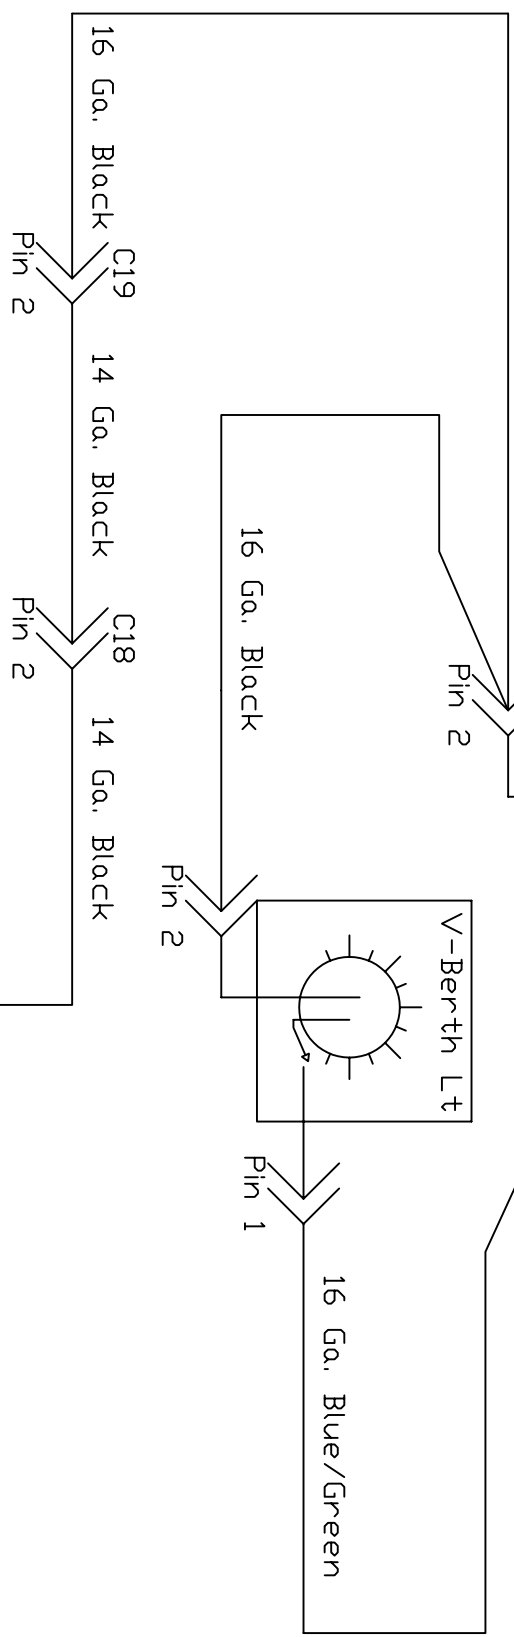 16 Ga. Black
C19
Pin 2
14 Ga. Black
C18
Pin 2
14 Ga. Black
16 Ga. Black
Pin 2
Pin 2
V-Berth Lt
Pin 1
16 Ga. Blue/Green